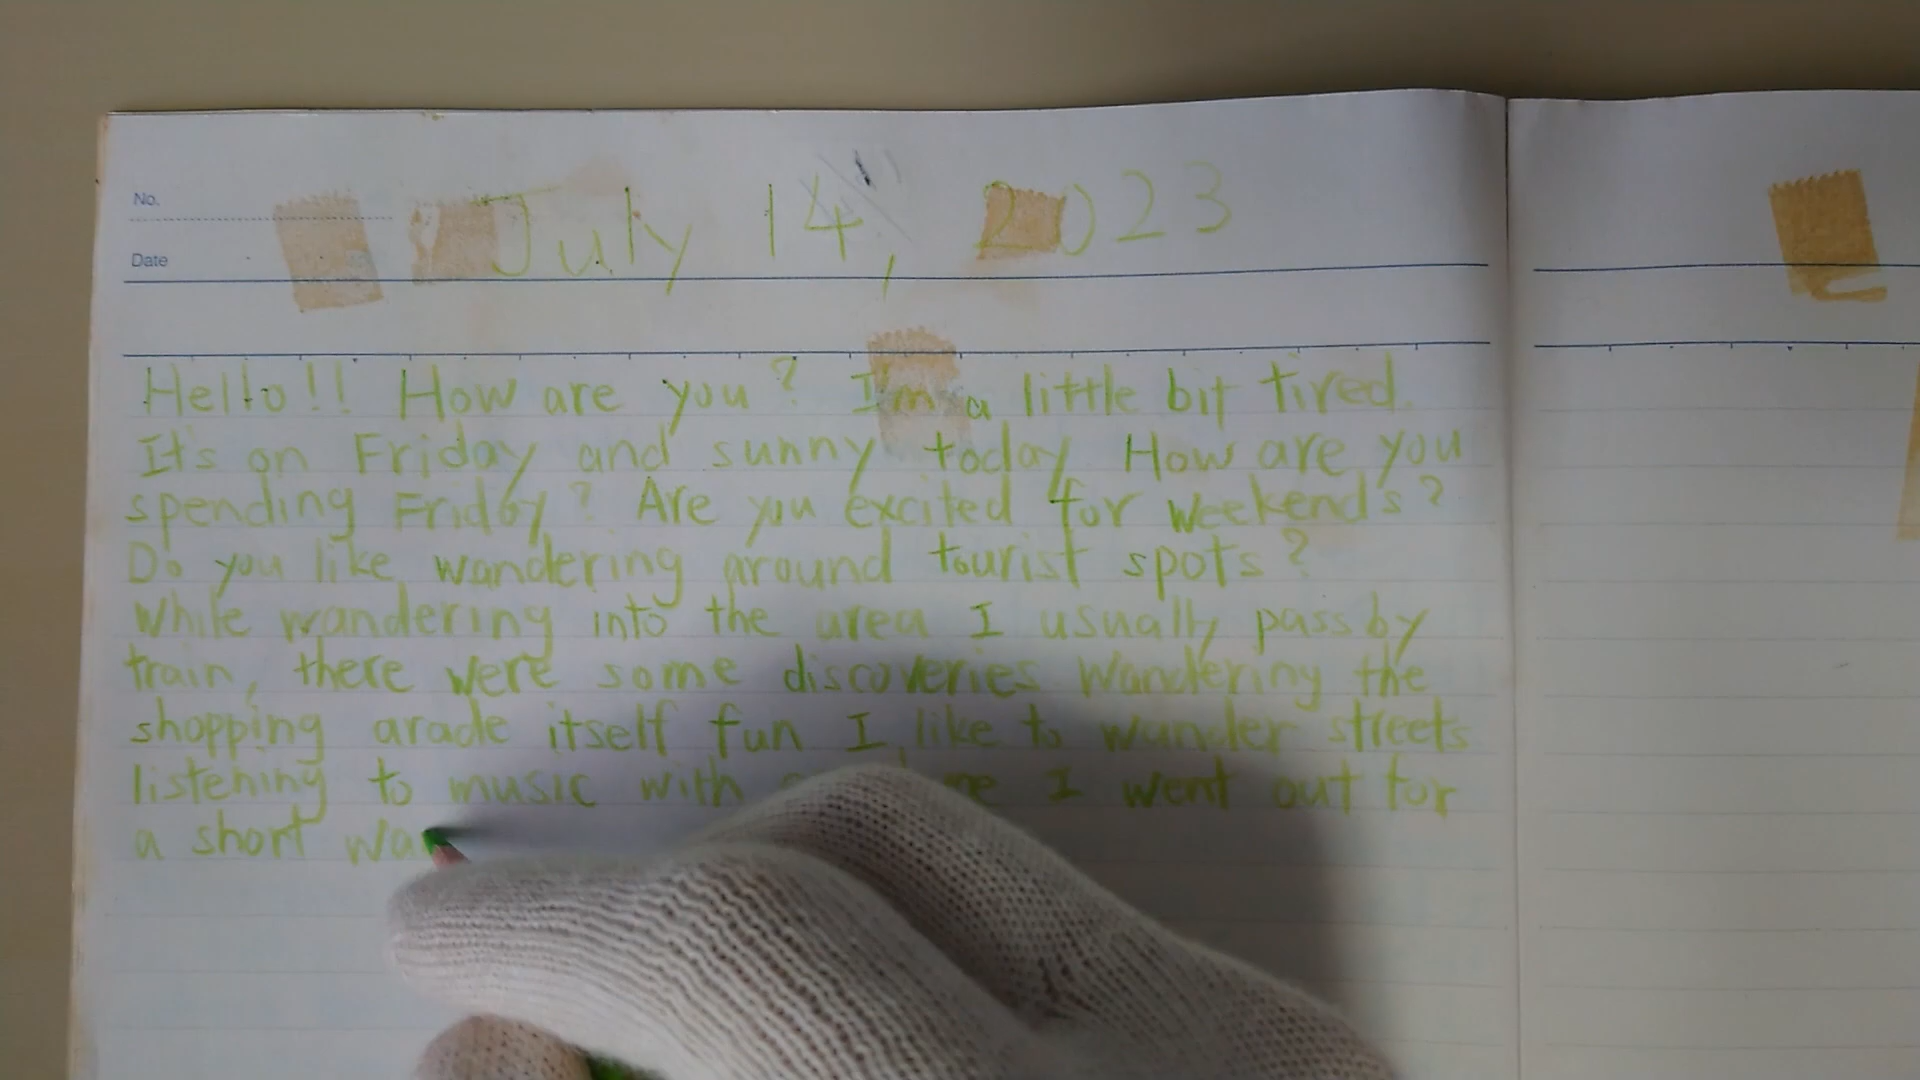 No.
July 14, 2023
Date
Hello!! How are you? I'm a little bit tired.
It's on Friday and sunny today. How are you
spending Friday? Are you excited for weekends?
Do you like wandering around tourist spots?
While wandering into the area I usually pass by
train, there were some discoveries Wandering the
shopping arade itself fun I like to wander streets
listening to music with I went out for
a short